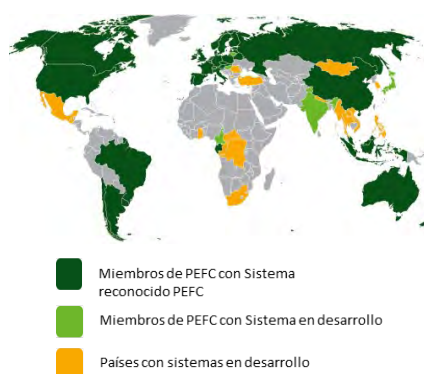 Miembros de PEFC con Sistema
reconocido PEFC
Miembros de PEFC con Sistema en desarrollo
Países con sistemas en desarrollo